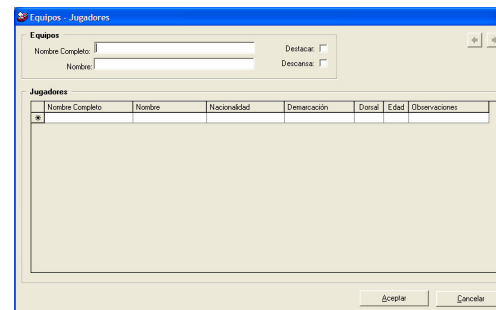 Equipos - Jugadores
Equipos
Nombre Completo: Destacar:
Nombre: Descansa:
Jugadores
Nombre Completo Nombre Nacionalidad Demarcación Dorsal Edad Observaciones
Aceptar Cancelar